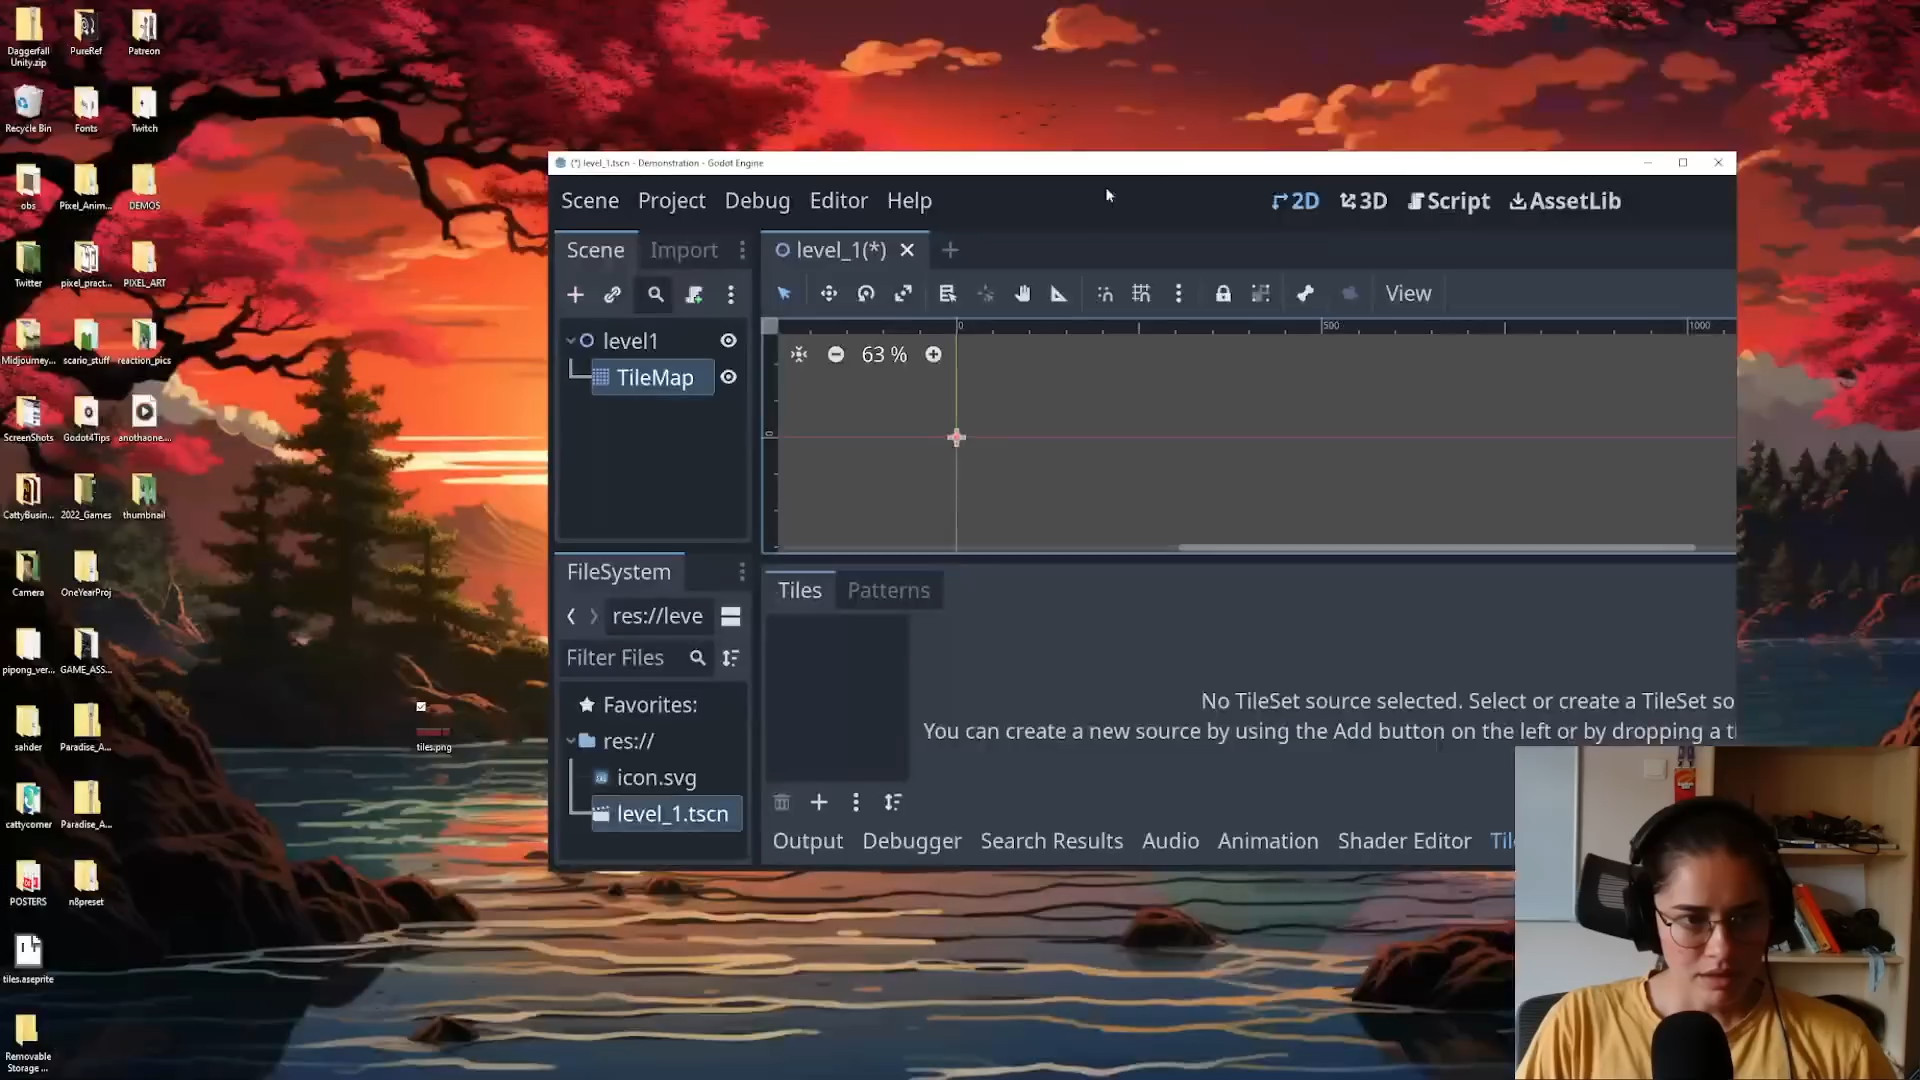 Daggerfall
Unity.zip
PureRef
Patreon
Recycle Bin
Fonts
Twitch
obs
Pixel_Anim...
DEMOS
Twitter
pixel_pract...
PIXEL_ART
Midjourney...
scario_stuff
reaction_pics
ScreenShots
Godot4Tips
anothaone....
CattyBusin...
2022_Games
thumbnail
Camera
OneYearProj
pipong_ver...
GAME_ASS...
sahder
Paradise_A...
cattycorner
Paradise_A...
POSTERS
n8preset
tiles.aseprite
Removable
Storage ...
tiles.png
(*) level_1.tscn - Demonstration - Godot Engine
Scene Project Debug Editor Help
2D 3D Script AssetLib
Scene Import
level_1(*)
View
level1
TileMap
0 500 1000
0
63 %
FileSystem
res://leve
Filter Files
Favorites:
res://
icon.svg
level_1.tscn
Tiles Patterns
No TileSet source selected. Select or create a TileSet so
You can create a new source by using the Add button on the left or by dropping a t
Output Debugger Search Results Audio Animation Shader Editor Tile